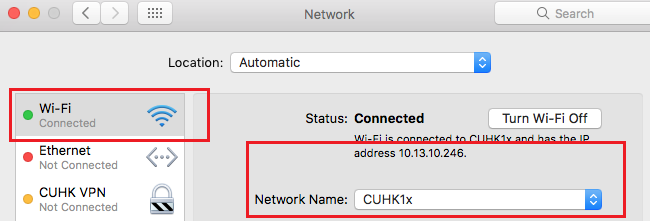 Network
Search
Location: Automatic
Wi-Fi
Connected
Ethernet
Not Connected
CUHK VPN
Not Connected
Status: Connected
Turn Wi-Fi Off
Wi-Fi is connected to CUHK1x and has the IP
address 10.13.10.246.
Network Name: CUHK1x